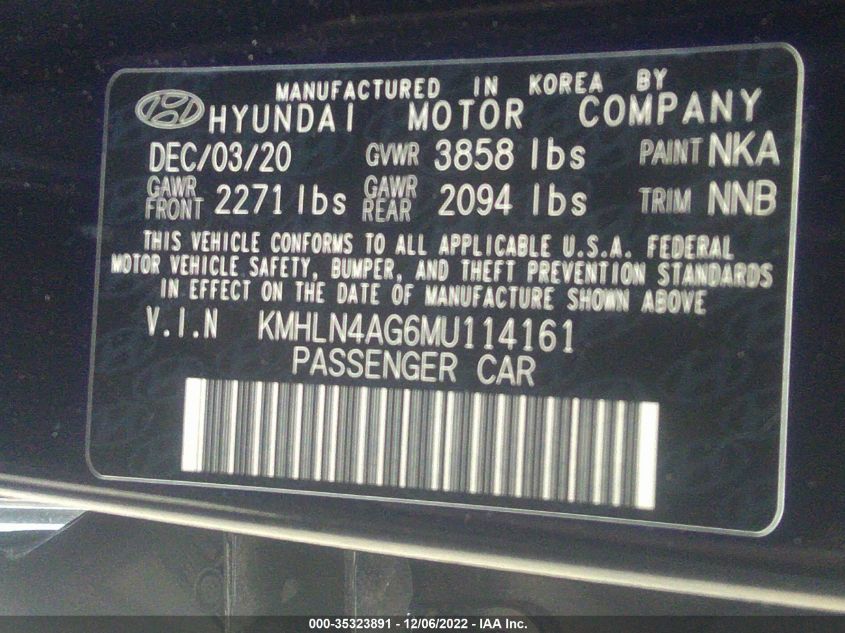 MANUFACTURED IN KOREA BY
HYUNDAI MOTOR COMPANY
DEC/03/20 GVWR 3858 lbs PAINT NKA
GAWR FRONT 2271 lbs GAWR REAR 2094 lbs TRIM NNB
THIS VEHICLE CONFORMS TO ALL APPLICABLE U.S.A. FEDERAL
MOTOR VEHICLE SAFETY, BUMPER, AND THEFT PREVENTION STANDARDS
IN EFFECT ON THE DATE OF MANUFACTURE SHOWN ABOVE
V.I.N KMHLN4AG6MU114161
PASSENGER CAR
000-35323891 - 12/06/2022 - IAA Inc.